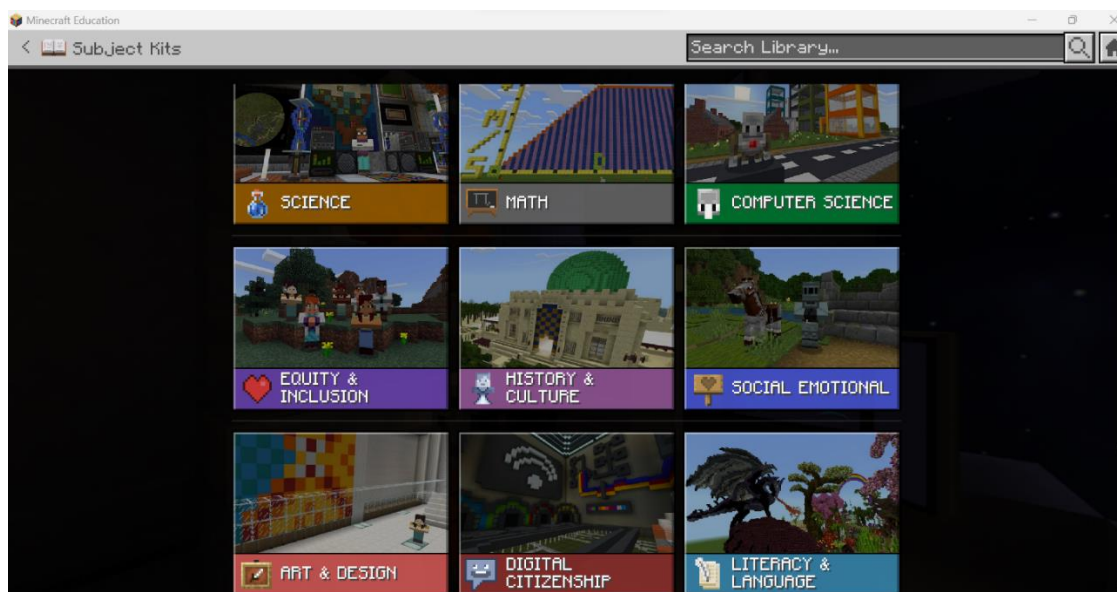 Minecraft Education
Subject Kits
Search Library...
SCIENCE
MATH
COMPUTER SCIENCE
EQUITY &
INCLUSION
HISTORY &
CULTURE
SOCIAL EMOTIONAL
ART & DESIGN
DIGITAL
CITIZENSHIP
LITERACY &
LANGUAGE